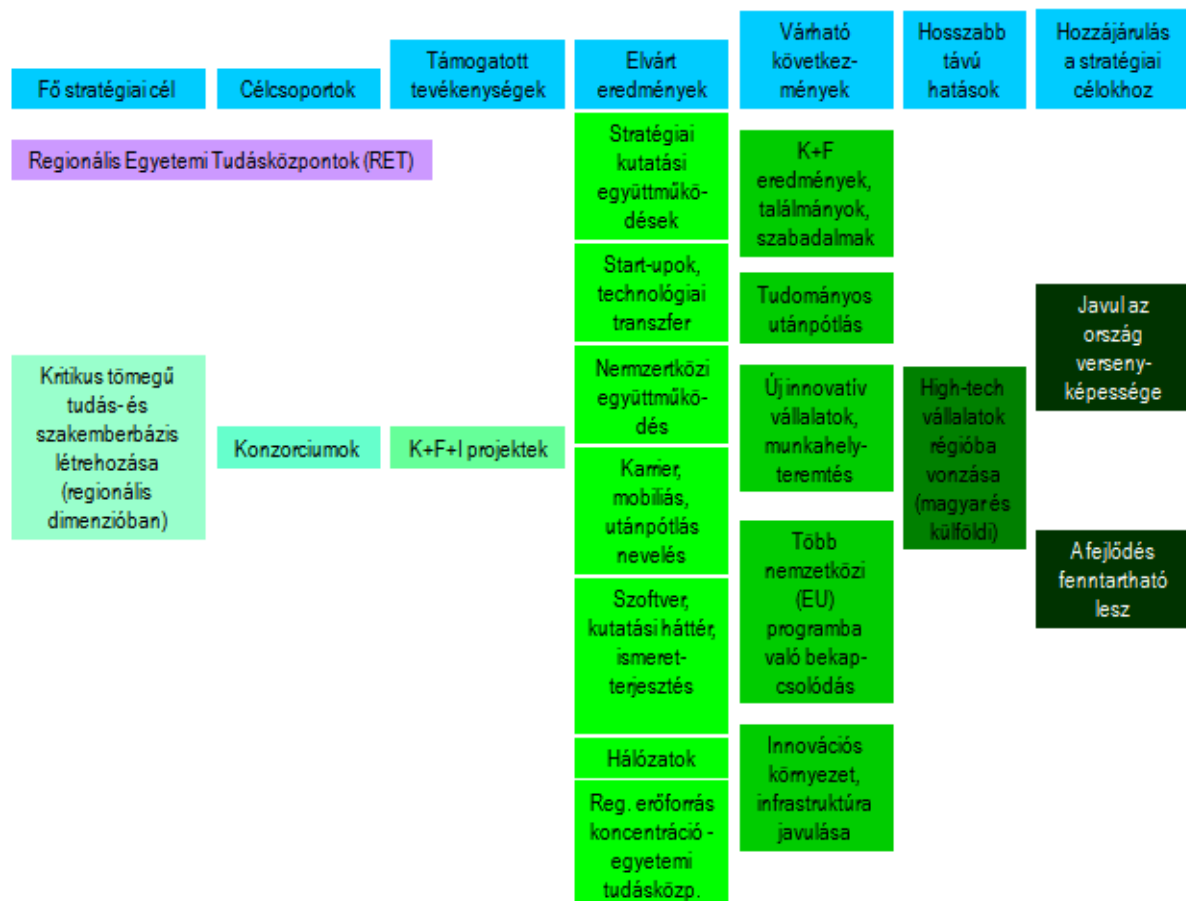 Fő stratégiai cél
Célcsoportok
Támogatott
tevékenységek
Elvárt
eredmények
Várható
következ-
mények
Hosszabb
távú
hatások
Hozzájárulás
a stratégiai
célokhoz
Regionális Egyetemi Tudásközpontok (RET)
Kritikus tömegű
tudás- és
szakemberbázis
létrehozása
(regionális
dimenzióban)
Konzorciumok
K+F+I projektek
Stratégiai
kutatási
együttműkö-
dések
Start-upok,
technológiai
transzfer
Nemzertközi
együttműkö-
dés
Karrier,
mobiliás,
utánpótlás
nevelés
Szoftver,
kutatási háttér,
ismeret-
terjesztés
Hálózatok
Reg. erőforrás
koncentráció -
egyetemi
tudásközp.
K+F
eredmények,
találmányok,
szabadalmak
Tudományos
utánpótlás
Új innovatív
vállalatok,
munkahely-
teremtés
Több
nemzetközi
(EU)
programba
való bekap-
csolódás
Innovációs
környezet,
infrastruktúra
javulása
High-tech
vállalatok
régióba
vonzása
(magyar és
külföldi)
Javul az
ország
verseny-
képessége
A fejlődés
fenntartható
lesz